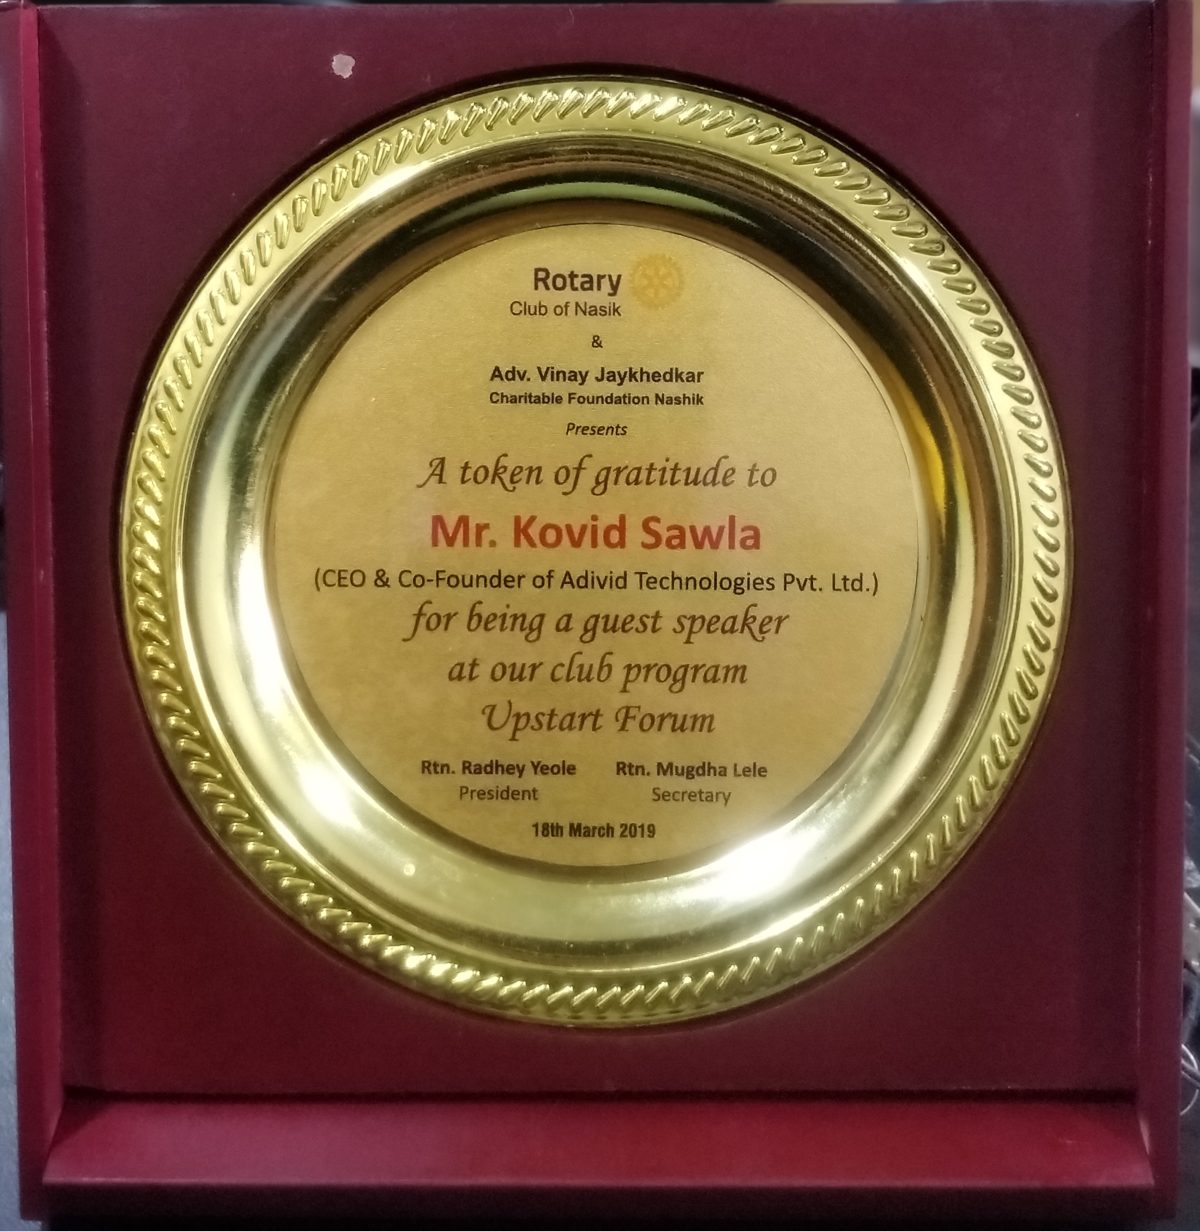 Rotary
Club of Nasik
&
Adv. Vinay Jaykhedkar
Charitable Foundation Nashik
Presents
A token of gratitude to
Mr. Kovid Sawla
(CEO & Co-Founder of Adivid Technologies Pvt. Ltd.)
for being a guest speaker
at our club program
Upstart Forum
Rtn. Radhey Yeole Rtn. Mugdha Lele
President Secretary
18th March 2019